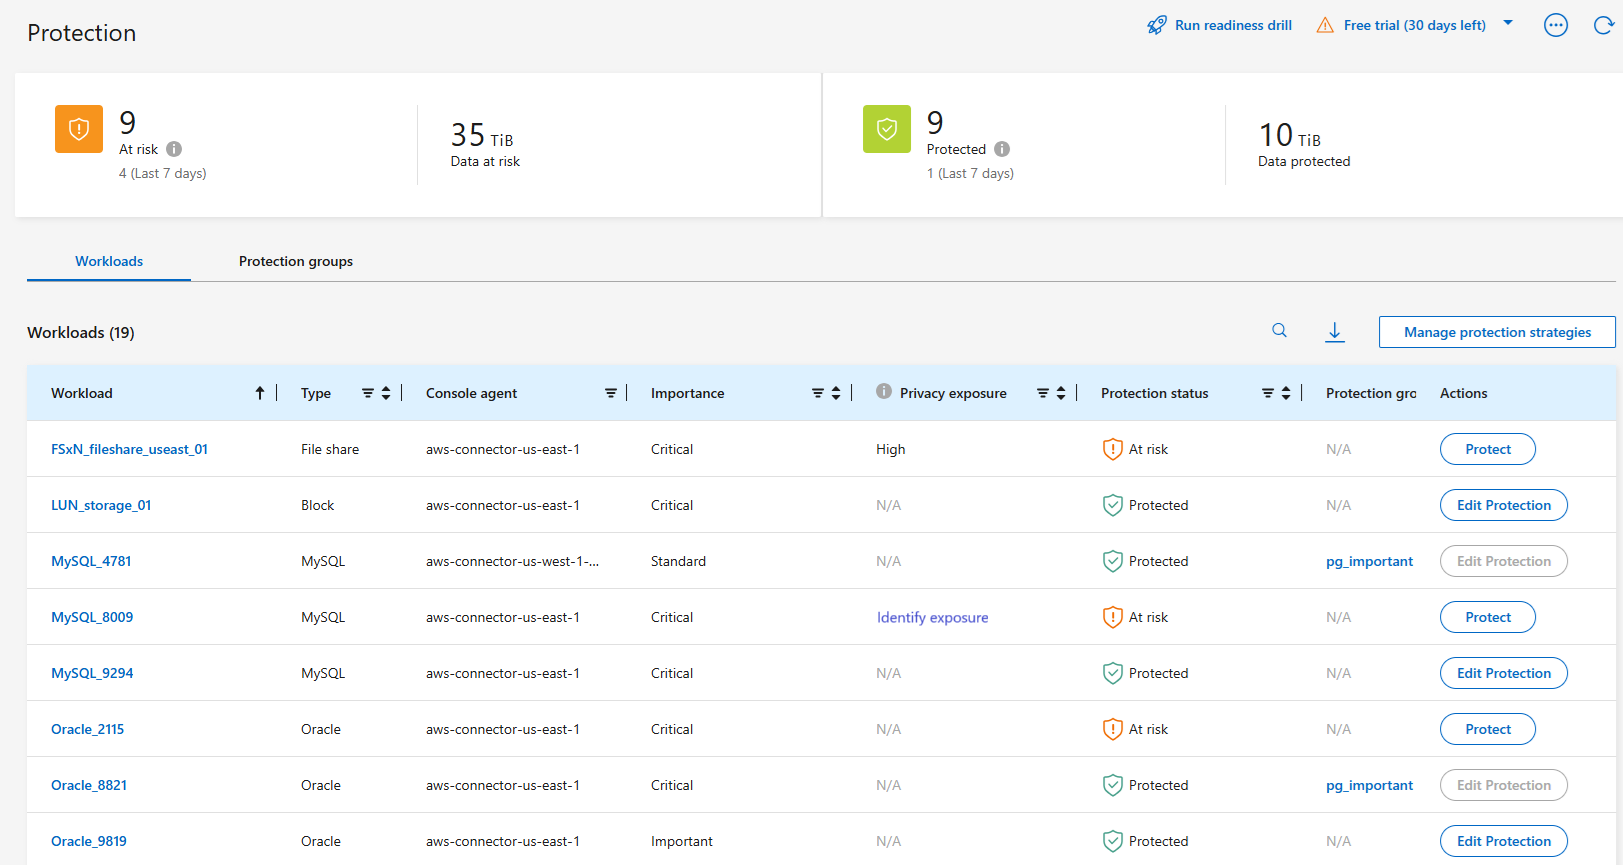 Protection
Run readiness drill
Free trial (30 days left)
9
At risk
4 (Last 7 days)
35 TiB
Data at risk
9
Protected
1 (Last 7 days)
10 TiB
Data protected
Workloads
Protection groups
Workloads (19)
Manage protection strategies
Workload Type Console agent Importance Privacy exposure Protection status Protection gro Actions
FSxN_fileshare_useast_01 File share aws-connector-us-east-1 Critical High At risk N/A Protect
LUN_storage_01 Block aws-connector-us-east-1 Critical N/A Protected N/A Edit Protection
MySQL_4781 MySQL aws-connector-us-west-1-... Standard N/A Protected pg_important Edit Protection
MySQL_8009 MySQL aws-connector-us-east-1 Critical Identify exposure At risk N/A Protect
MySQL_9294 MySQL aws-connector-us-east-1 Critical N/A Protected N/A Edit Protection
Oracle_2115 Oracle aws-connector-us-east-1 Critical N/A At risk N/A Protect
Oracle_8821 Oracle aws-connector-us-east-1 Critical N/A Protected pg_important Edit Protection
Oracle_9819 Oracle aws-connector-us-east-1 Important N/A Protected N/A Edit Protection